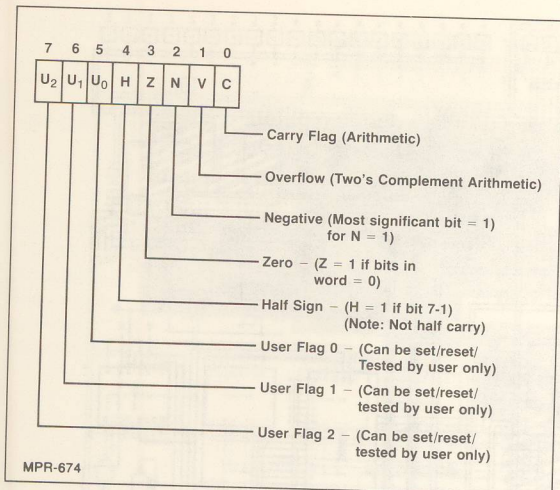 7 6 5 4 3 2 1 0
U₂ U₁ U₀ H Z N V C
Carry Flag (Arithmetic)
Overflow (Two's Complement Arithmetic)
Negative (Most significant bit = 1)
for N = 1)
Zero – (Z = 1 if bits in
word = 0)
Half Sign – (H = 1 if bit 7-1)
(Note: Not half carry)
User Flag 0 – (Can be set/reset/
Tested by user only)
User Flag 1 – (Can be set/reset/
tested by user only)
User Flag 2 – (Can be set/reset/
tested by user only)
MPR-674